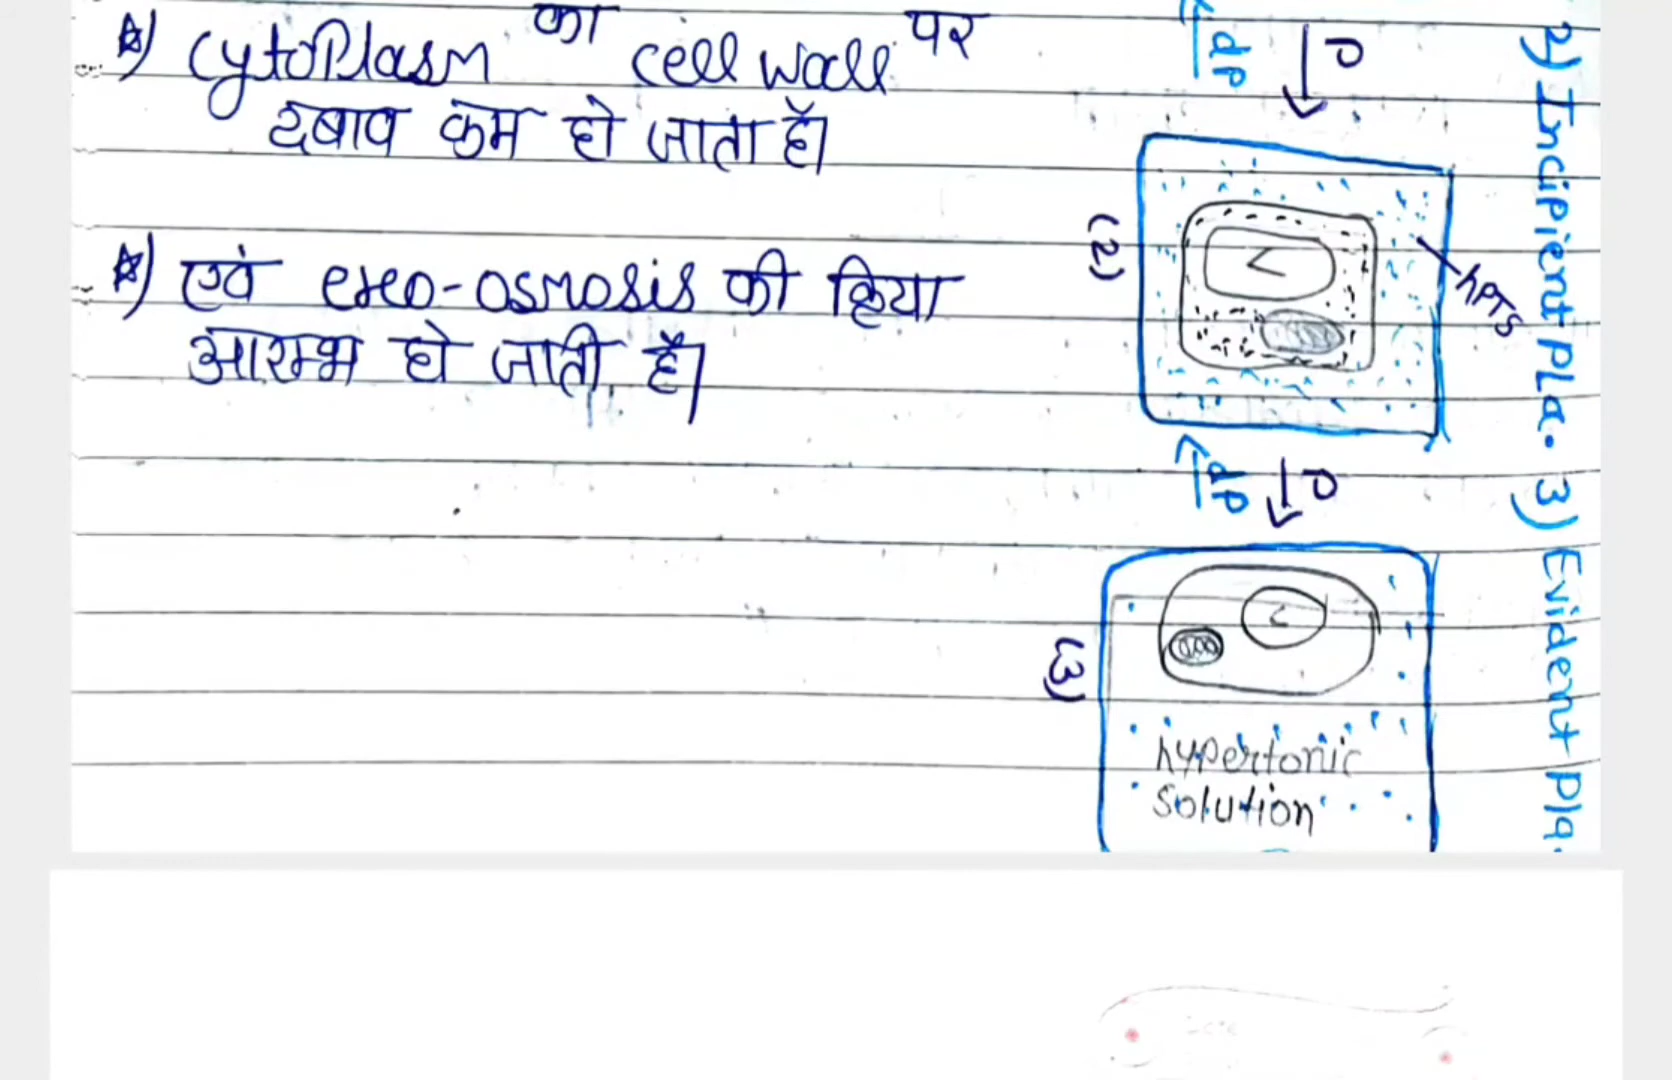 ☆) Cytoplasm का cell wall पर
दबाव कम हो जाता है।
☆) एवं exo-osmosis की क्रिया
आरम्भ हो जाती है।
dp ↓ P
(2)
hPTS
dp ↓ P
(3)
hypertonic
solution
2) Incipient Pla. 3) Evident Pla.